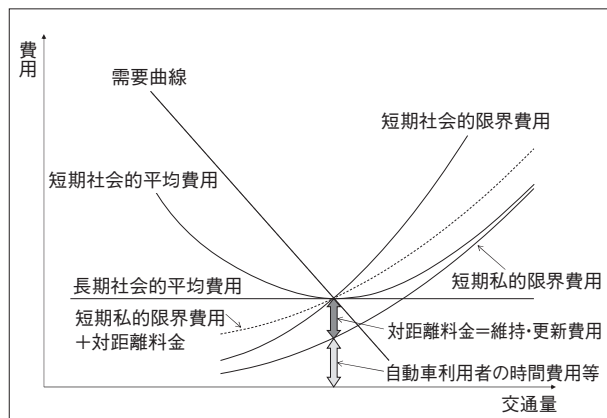 費用
需要曲線
短期社会的限界費用
短期社会的平均費用
短期私的限界費用
長期社会的平均費用
短期私的限界費用
＋対距離料金
対距離料金＝維持・更新費用
自動車利用者の時間費用等
交通量